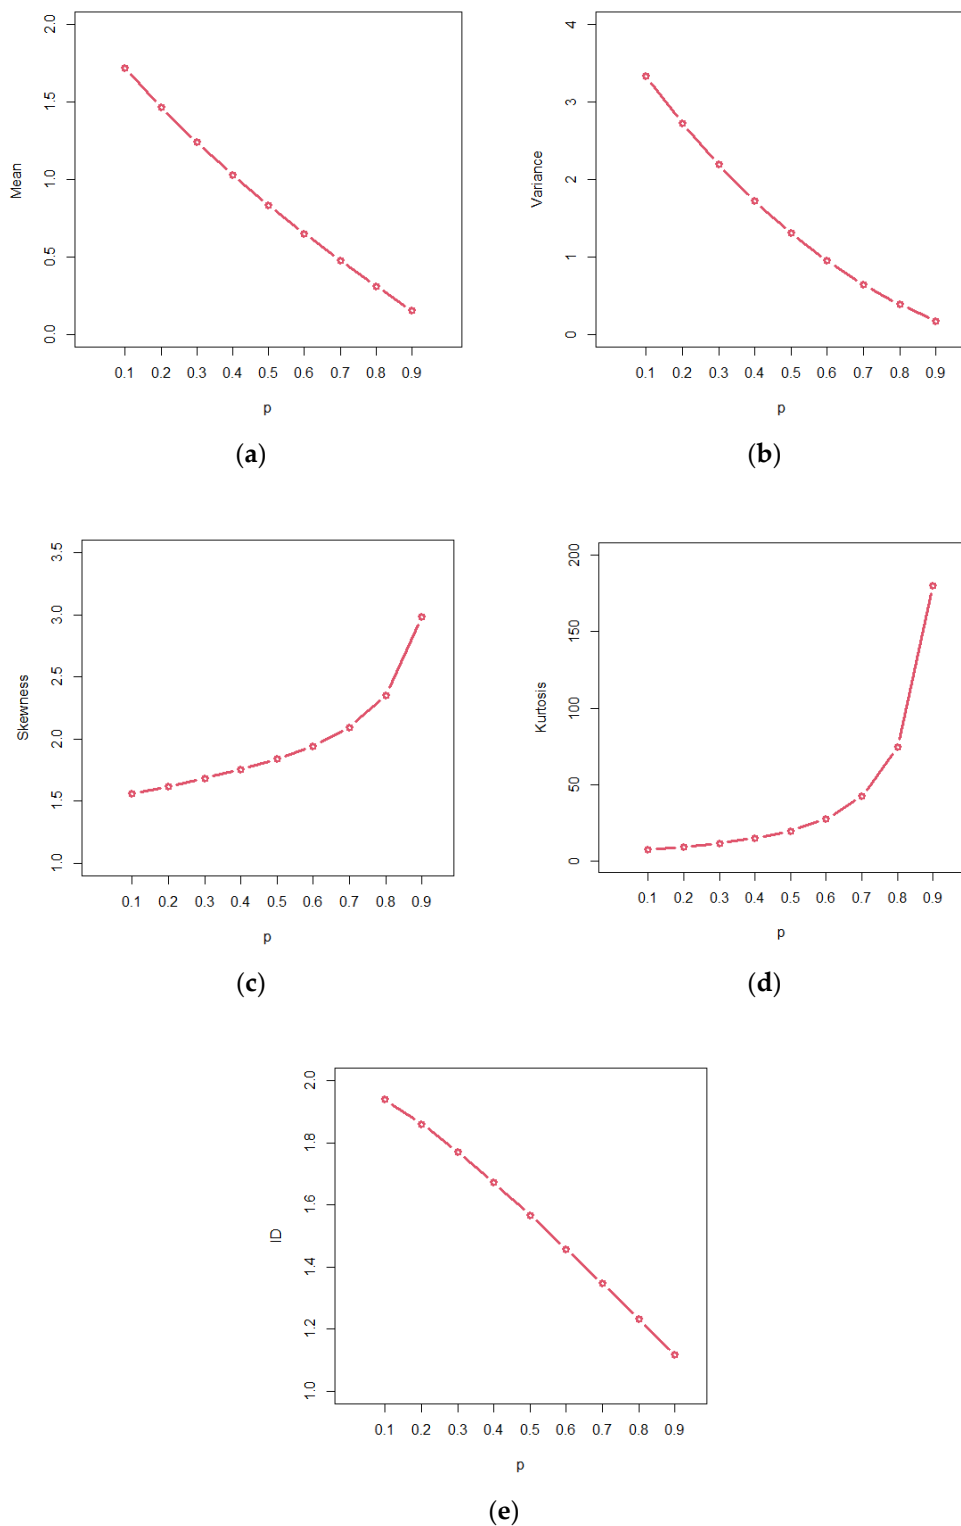 Mean
2.0
1.5
1.0
0.5
0.0
0.1 0.2 0.3 0.4 0.5 0.6 0.7 0.8 0.9
p
(a)
Variance
4
3
2
1
0
0.1 0.2 0.3 0.4 0.5 0.6 0.7 0.8 0.9
p
(b)
Skewness
3.5
3.0
2.5
2.0
1.5
1.0
0.1 0.2 0.3 0.4 0.5 0.6 0.7 0.8 0.9
p
(c)
Kurtosis
200
150
100
50
0
0.1 0.2 0.3 0.4 0.5 0.6 0.7 0.8 0.9
p
(d)
ID
2.0
1.8
1.6
1.4
1.2
1.0
0.1 0.2 0.3 0.4 0.5 0.6 0.7 0.8 0.9
p
(e)